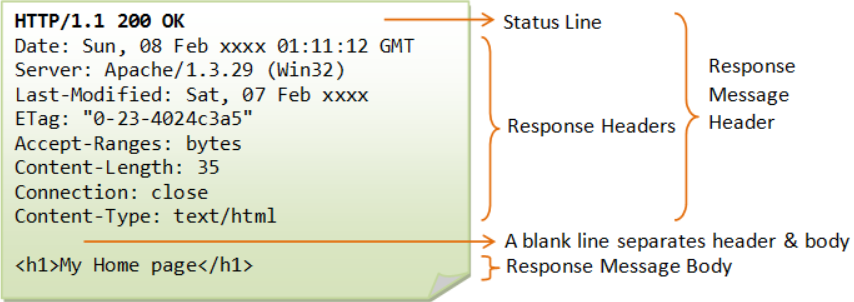 HTTP/1.1 200 OK
Date: Sun, 08 Feb xxxx 01:11:12 GMT
Server: Apache/1.3.29 (Win32)
Last-Modified: Sat, 07 Feb xxxx
ETag: "0-23-4024c3a5"
Accept-Ranges: bytes
Content-Length: 35
Connection: close
Content-Type: text/html
<h1>My Home page</h1>
Status Line
Response Headers
Response
Message
Header
A blank line separates header & body
Response Message Body